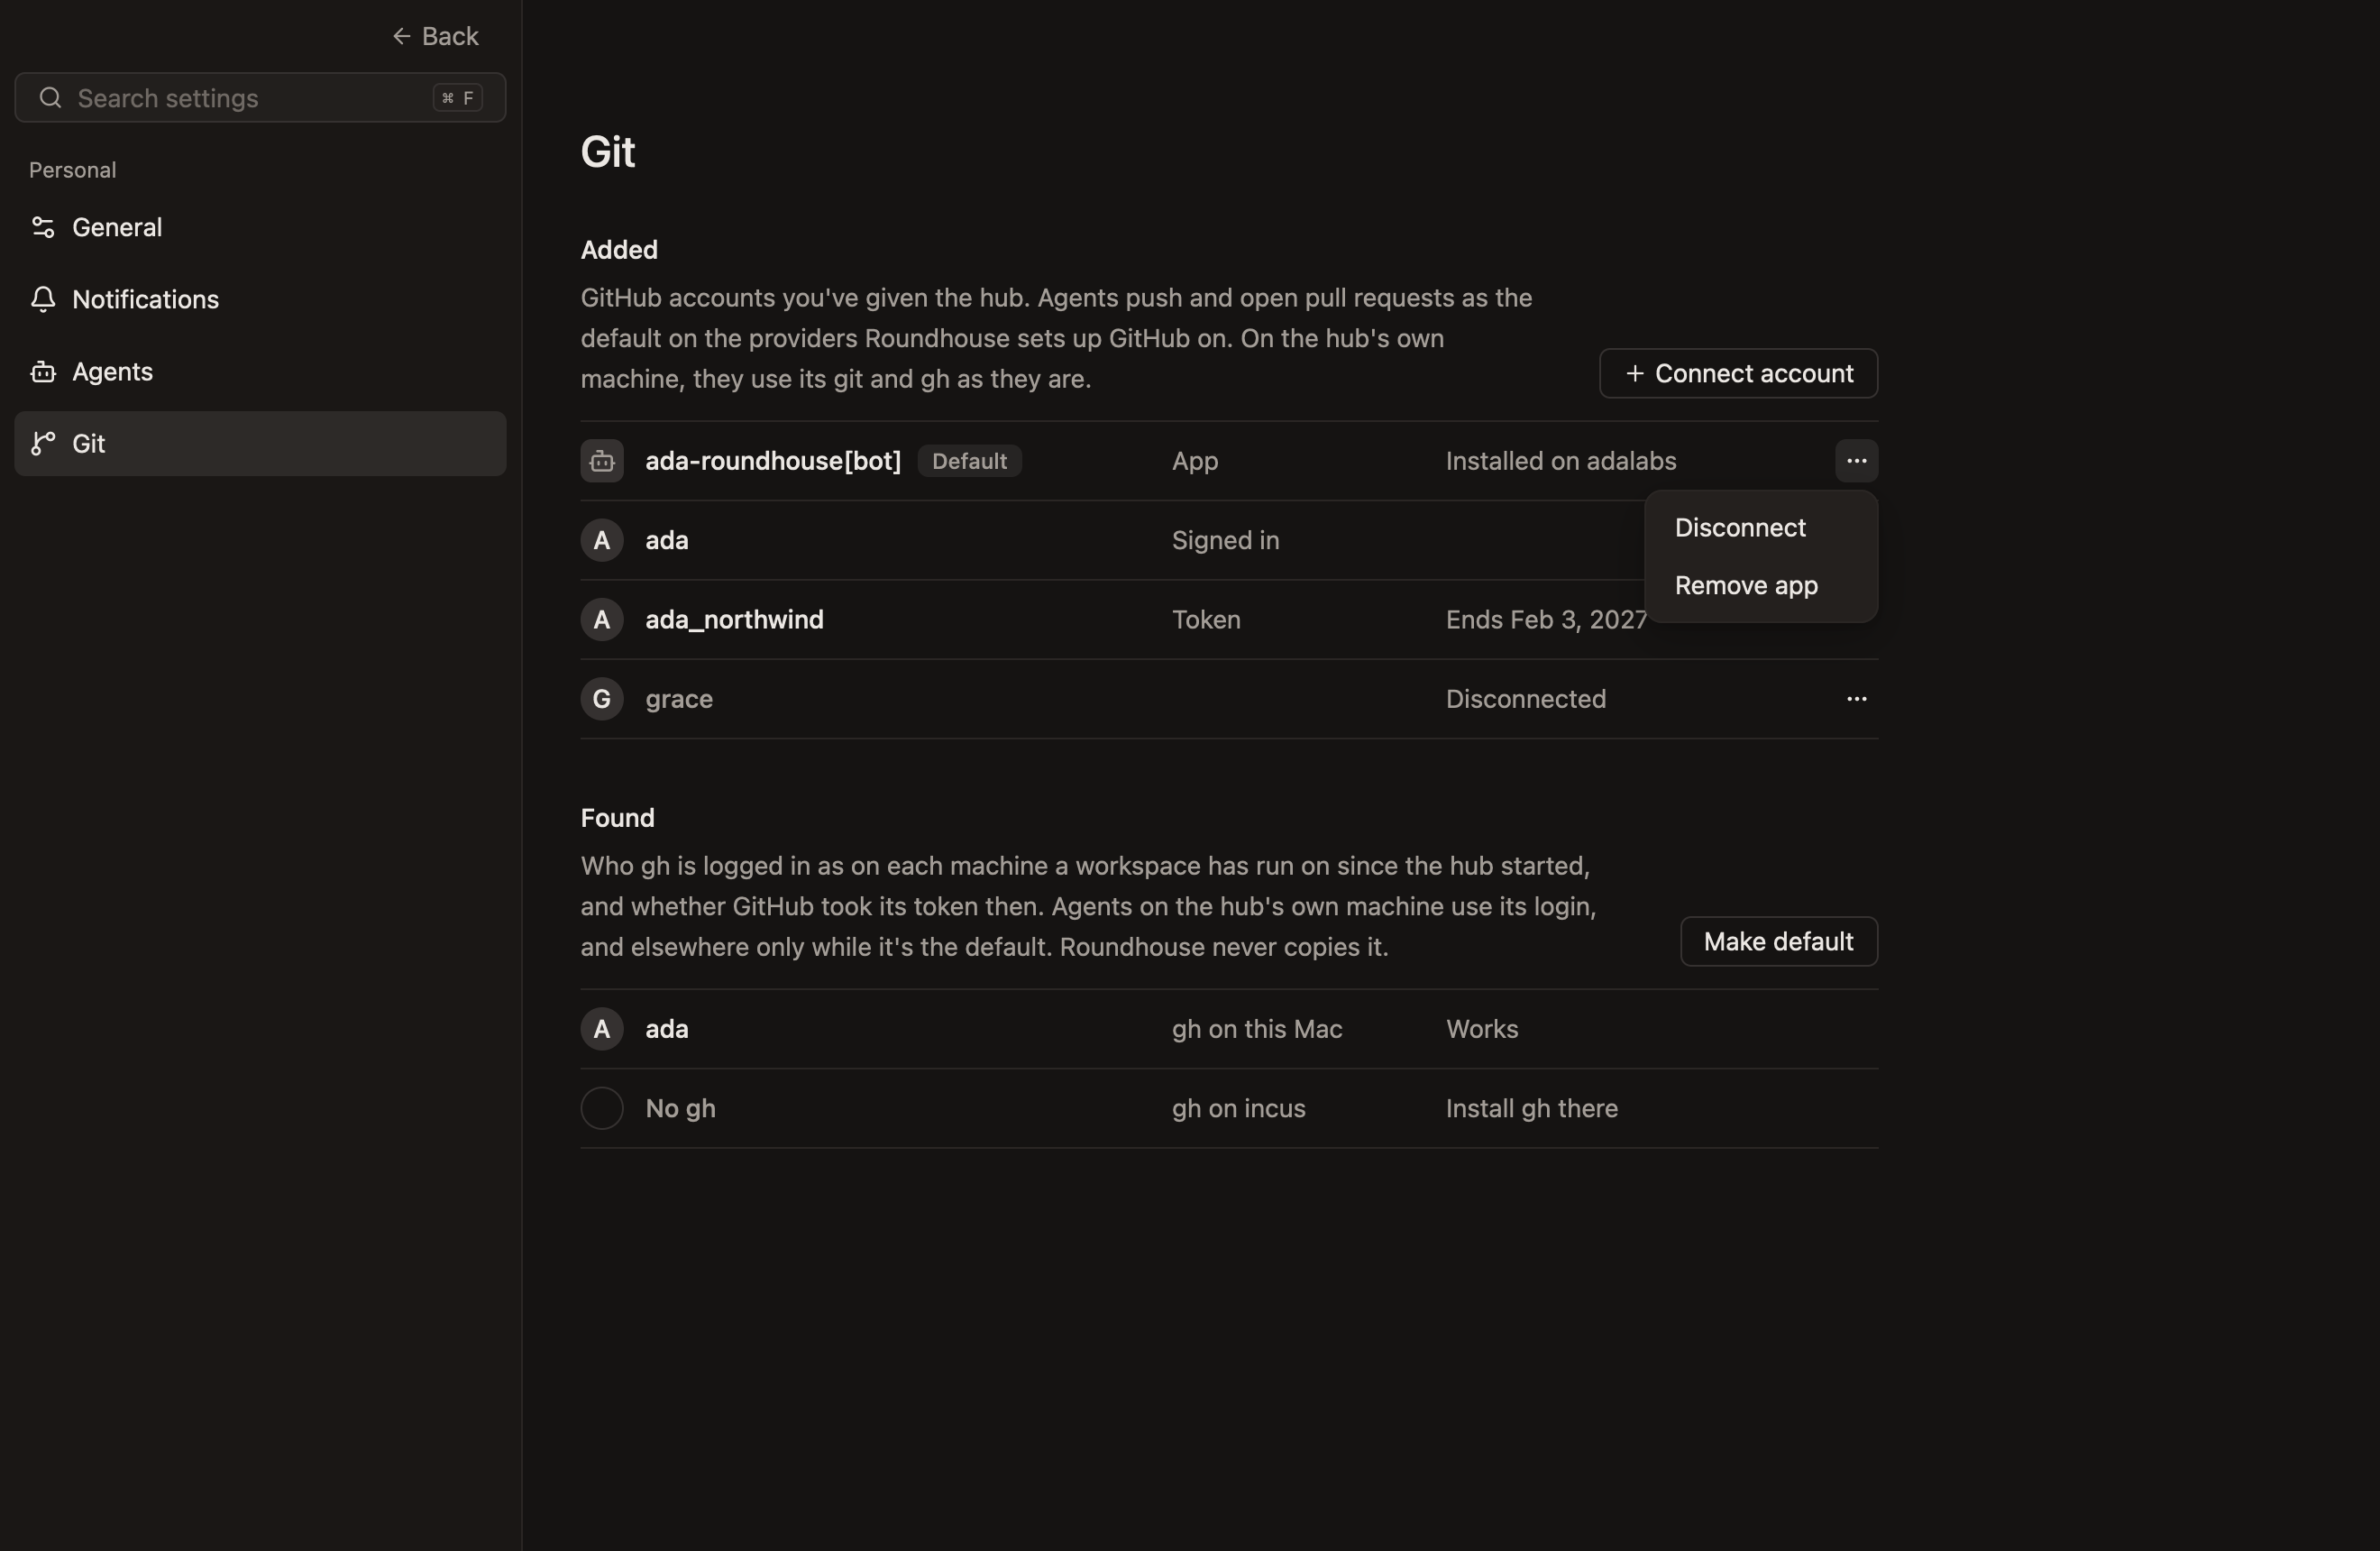 Back
Search settings
⌘ F
Personal
General
Notifications
Agents
Git
Git
Added
GitHub accounts you've given the hub. Agents push and open pull requests as the
default on the providers Roundhouse sets up GitHub on. On the hub's own
machine, they use its git and gh as they are.
Connect account
ada-roundhouse[bot] Default App Installed on adalabs
Disconnect
Remove app
A ada Signed in
A ada_northwind Token Ends Feb 3, 2027
G grace Disconnected
Found
Who gh is logged in as on each machine a workspace has run on since the hub started,
and whether GitHub took its token then. Agents on the hub's own machine use its login,
and elsewhere only while it's the default. Roundhouse never copies it.
Make default
A ada gh on this Mac Works
No gh gh on incus Install gh there